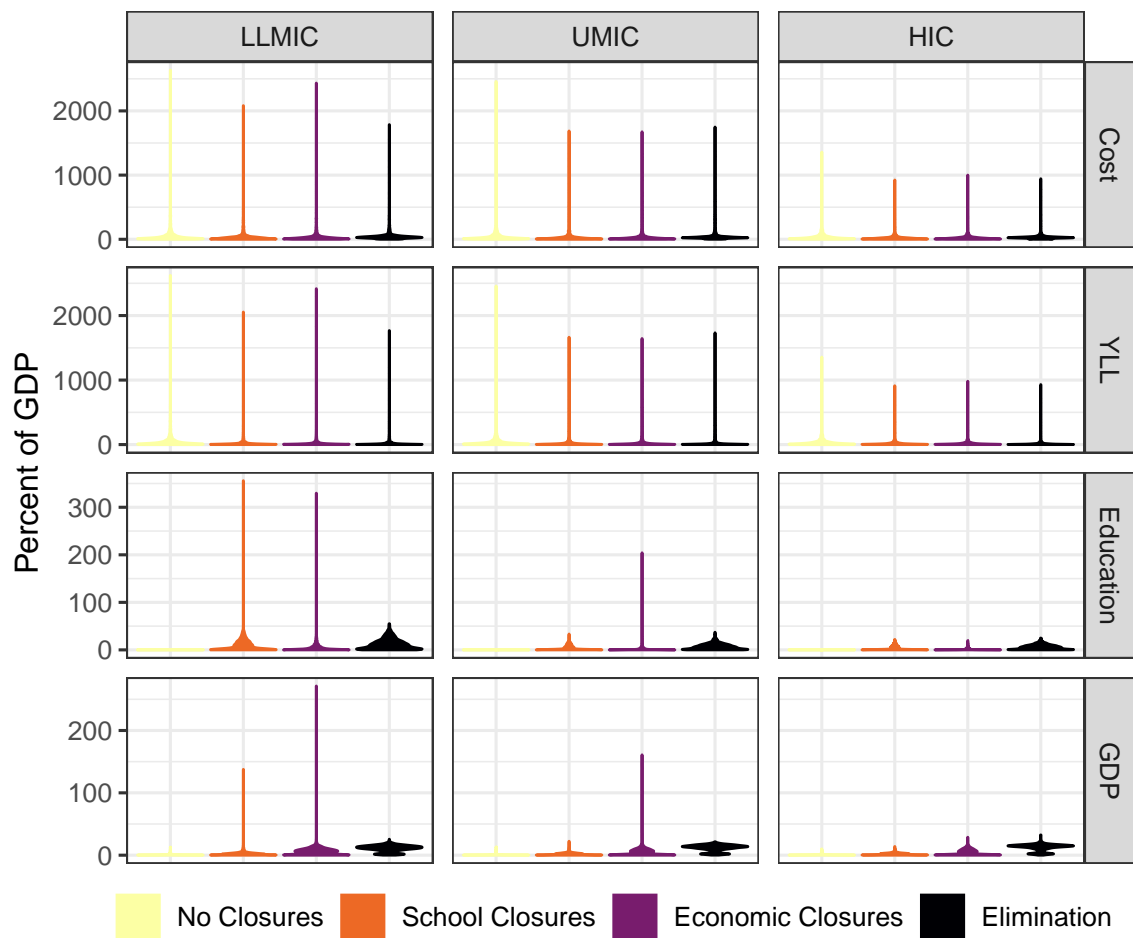 LLMIC UMIC HIC
2000
1000
0
Cost
2000
1000
0
YLL
Percent of GDP
300
200
100
0
Education
200
100
0
GDP
No Closures School Closures Economic Closures Elimination